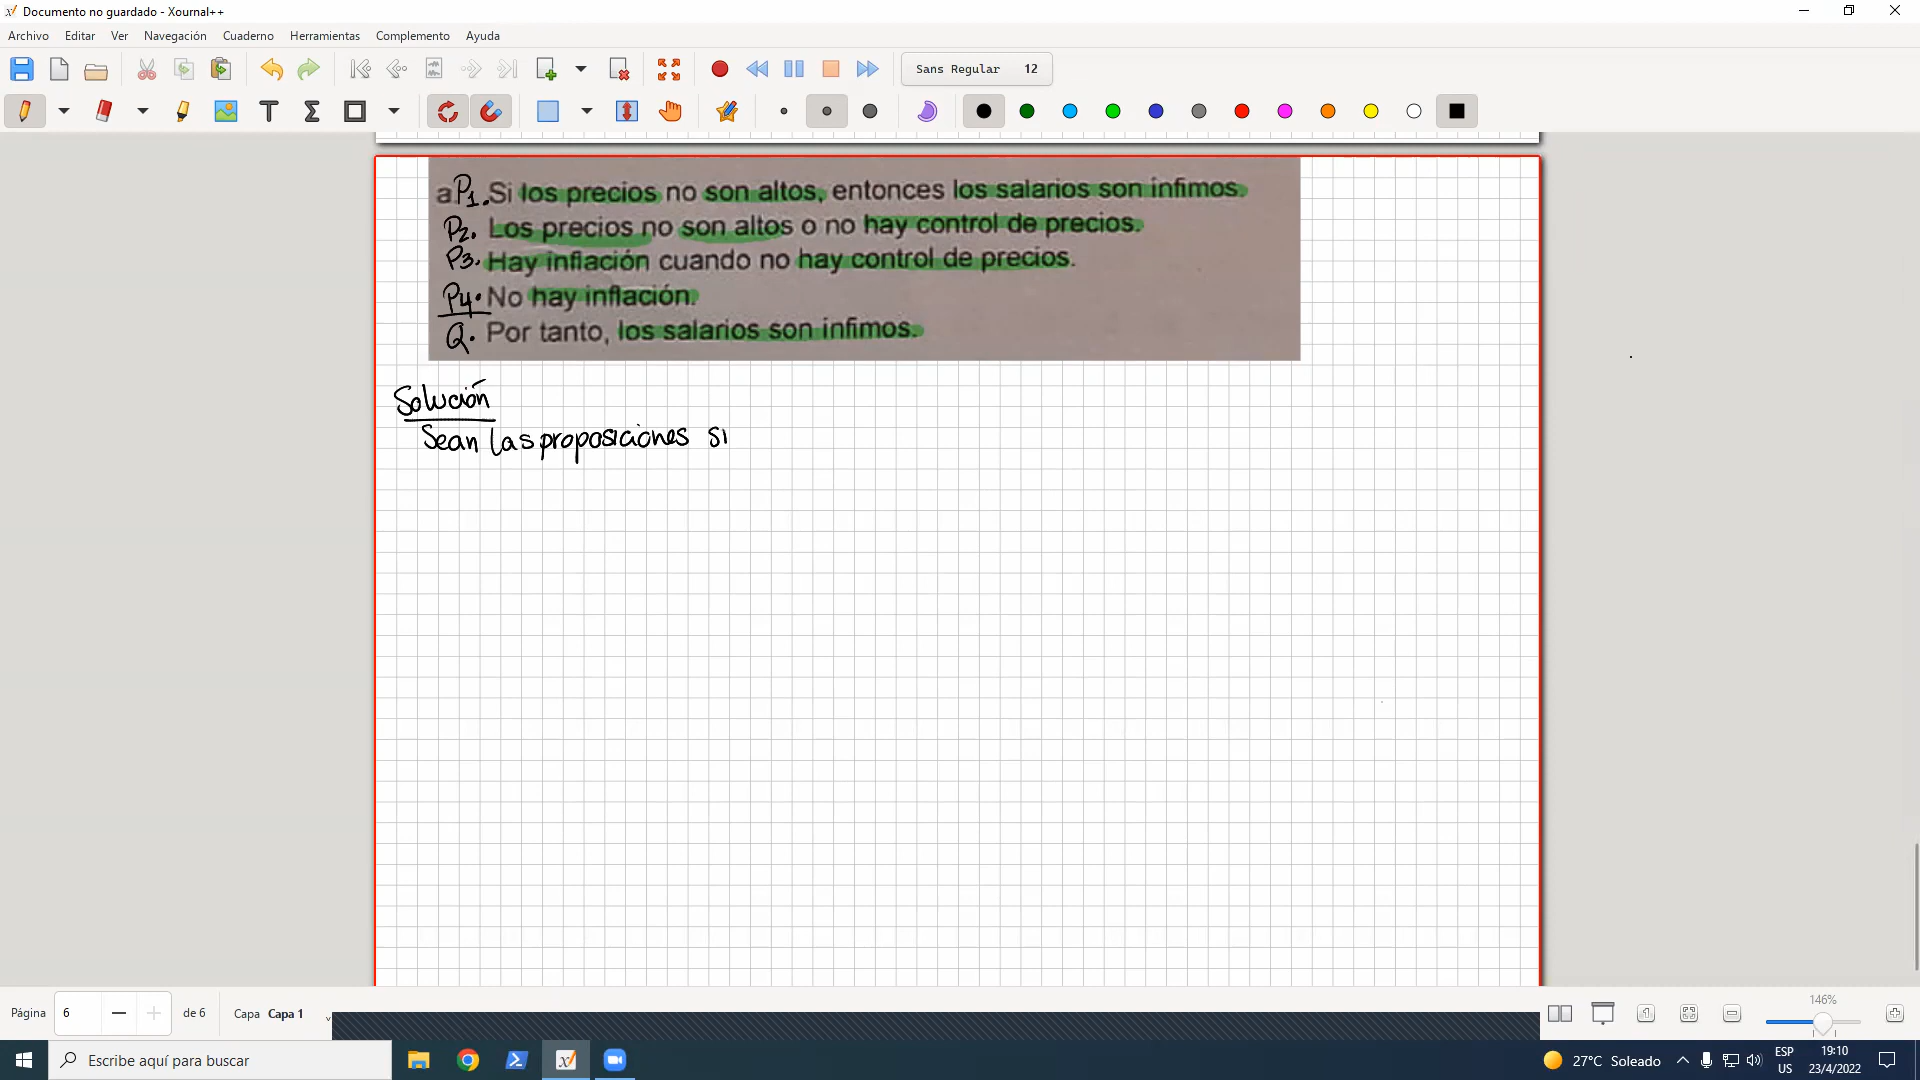 Documento no guardado - Xournal++
Archivo Editar Ver Navegación Cuaderno Herramientas Complemento Ayuda
Sans Regular 12
a P1. Si los precios no son altos, entonces los salarios son ínfimos.
P2. Los precios no son altos o no hay control de precios.
P3. Hay inflación cuando no hay control de precios.
P4. No hay inflación.
Q. Por tanto, los salarios son ínfimos.
Solución
Sean las proposiciones si
Página 6 de 6 Capa Capa 1
146%
Escribe aquí para buscar
27°C Soleado
ESP
US
19:10
23/4/2022